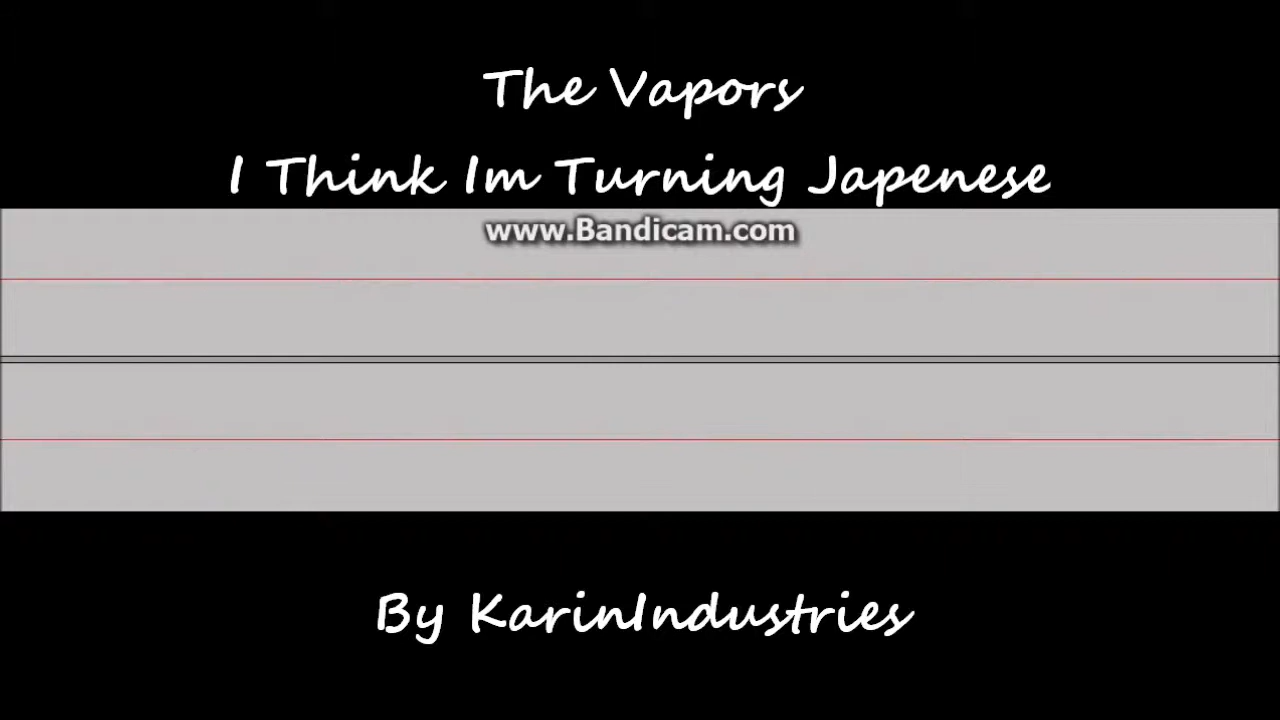 The Vapors
I Think Im Turning Japenese
www.Bandicam.com
By KarinIndustries